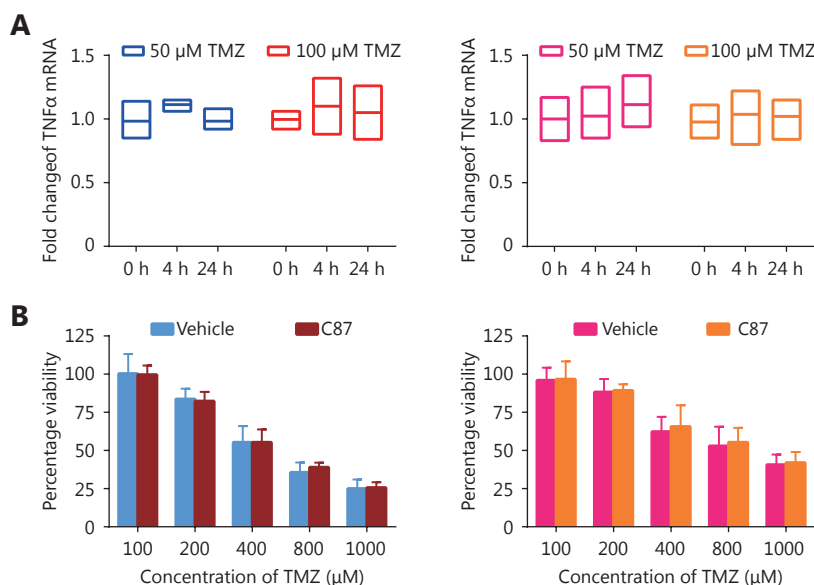 A
Fold changeof TNFα mRNA
1.5
1.0
0.5
0
50 µM TMZ
100 µM TMZ
0 h 4 h 24 h 0 h 4 h 24 h
Fold changeof TNFα mRNA
1.5
1.0
0.5
0
50 µM TMZ
100 µM TMZ
0 h 4 h 24 h 0 h 4 h 24 h
B
Percentage viability
125
100
75
50
25
0
Vehicle
C87
100 200 400 800 1000
Concentration of TMZ (µM)
Percentage viability
125
100
75
50
25
0
Vehicle
C87
100 200 400 800 1000
Concentration of TMZ (µM)